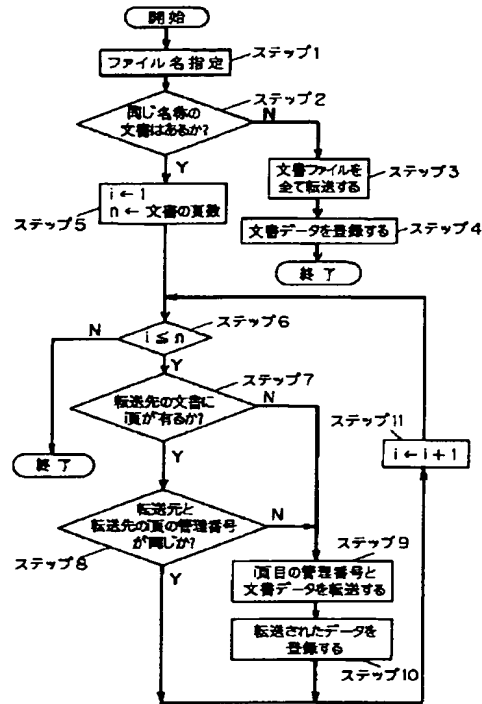 開始
ステップ1
ファイル名指定
ステップ2
同じ名称の
文書はあるか?
N
Y
ステップ3
文書ファイルを
全て転送する
i ← 1
n ← 文書の頁数
ステップ5
文書データを登録する
ステップ4
終了
ステップ6
N
i ≦ n
Y
ステップ7
転送先の文書に
i頁が有るか?
N
ステップ11
i ← i + 1
終了
Y
転送元と
転送先のi頁の管理番号
が同じか?
N
ステップ8
Y
ステップ9
i頁目の管理番号と
文書データを転送する
転送されたデータを
登録する
ステップ10